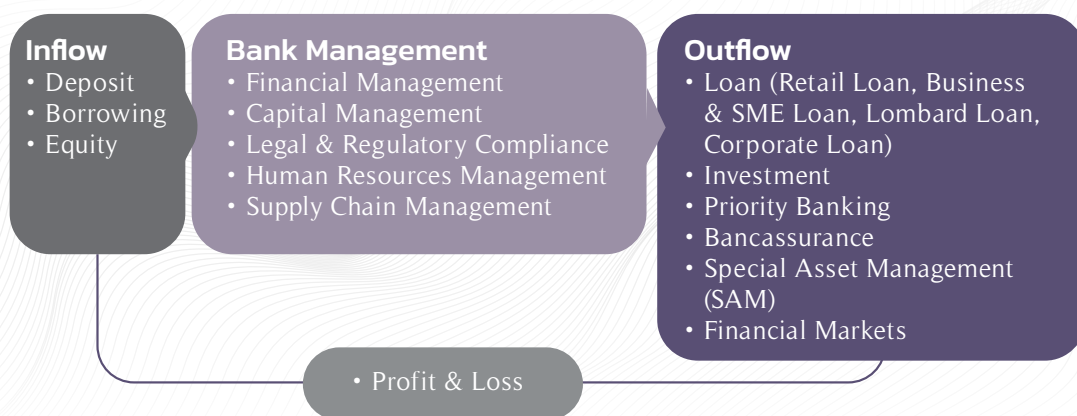 Inflow
• Deposit
• Borrowing
• Equity
Bank Management
• Financial Management
• Capital Management
• Legal & Regulatory Compliance
• Human Resources Management
• Supply Chain Management
Outflow
• Loan (Retail Loan, Business
& SME Loan, Lombard Loan,
Corporate Loan)
• Investment
• Priority Banking
• Bancassurance
• Special Asset Management
(SAM)
• Financial Markets
• Profit & Loss